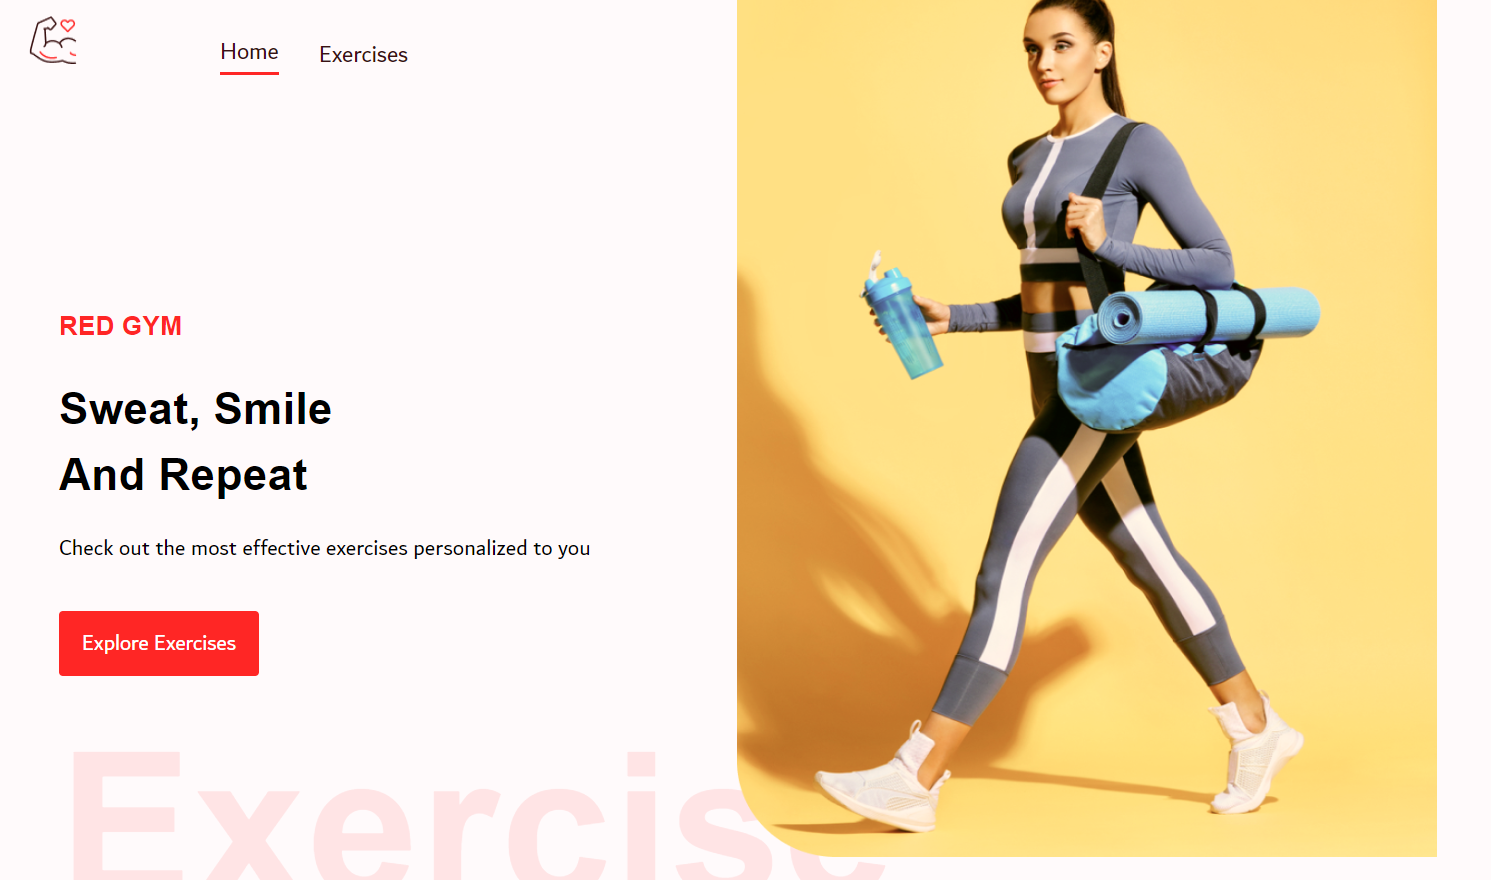 Home
Exercises
RED GYM
Sweat, Smile
And Repeat
Check out the most effective exercises personalized to you
Explore Exercises
Exercise